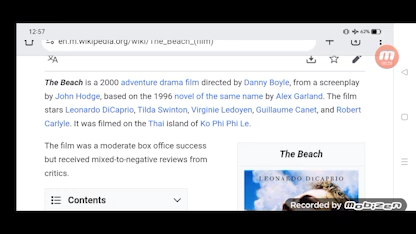 12:57
62%
en.m.wikipedia.org/wiki/The_Beach_(film)
The Beach is a 2000 adventure drama film directed by Danny Boyle, from a screenplay
by John Hodge, based on the 1996 novel of the same name by Alex Garland. The film
stars Leonardo DiCaprio, Tilda Swinton, Virginie Ledoyen, Guillaume Canet, and Robert
Carlyle. It was filmed on the Thai island of Ko Phi Phi Le.
The film was a moderate box office success
but received mixed-to-negative reviews from
critics.
Contents
The Beach
LEONARDO DiCAPRIO
Recorded by mobizen